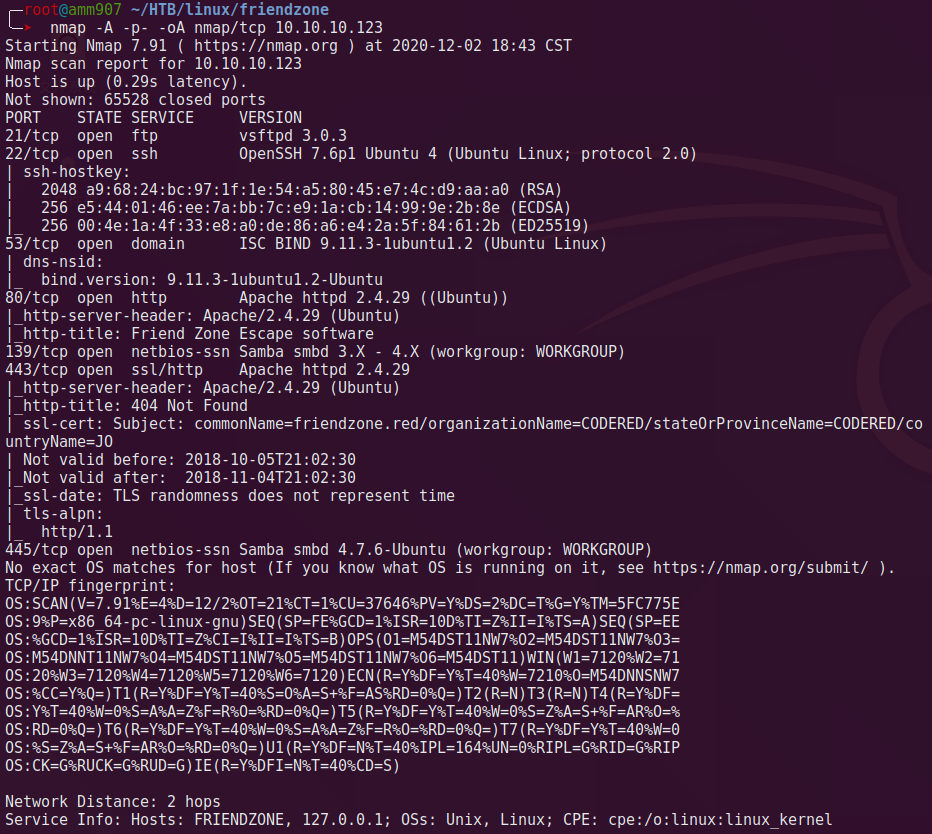 root@amm907 ~/HTB/linux/friendzone
nmap -A -p- -oA nmap/tcp 10.10.10.123
Starting Nmap 7.91 ( https://nmap.org ) at 2020-12-02 18:43 CST
Nmap scan report for 10.10.10.123
Host is up (0.29s latency).
Not shown: 65528 closed ports
PORT    STATE SERVICE     VERSION
21/tcp  open  ftp         vsftpd 3.0.3
22/tcp  open  ssh         OpenSSH 7.6p1 Ubuntu 4 (Ubuntu Linux; protocol 2.0)
| ssh-hostkey:
|   2048 a9:68:24:bc:97:1f:1e:54:a5:80:45:e7:4c:d9:aa:a0 (RSA)
|   256 e5:44:01:46:ee:7a:bb:7c:e9:1a:cb:14:99:9e:2b:8e (ECDSA)
|_  256 00:4e:1a:4f:33:e8:a0:de:86:a6:e4:2a:5f:84:61:2b (ED25519)
53/tcp  open  domain      ISC BIND 9.11.3-1ubuntu1.2 (Ubuntu Linux)
| dns-nsid:
|_  bind.version: 9.11.3-1ubuntu1.2-Ubuntu
80/tcp  open  http        Apache httpd 2.4.29 ((Ubuntu))
|_http-server-header: Apache/2.4.29 (Ubuntu)
|_http-title: Friend Zone Escape software
139/tcp open  netbios-ssn Samba smbd 3.X - 4.X (workgroup: WORKGROUP)
443/tcp open  ssl/http    Apache httpd 2.4.29
|_http-server-header: Apache/2.4.29 (Ubuntu)
|_http-title: 404 Not Found
| ssl-cert: Subject: commonName=friendzone.red/organizationName=CODERED/stateOrProvinceName=CODERED/co
untryName=JO
| Not valid before: 2018-10-05T21:02:30
|_Not valid after:  2018-11-04T21:02:30
|_ssl-date: TLS randomness does not represent time
| tls-alpn:
|_  http/1.1
445/tcp open  netbios-ssn Samba smbd 4.7.6-Ubuntu (workgroup: WORKGROUP)
No exact OS matches for host (If you know what OS is running on it, see https://nmap.org/submit/ ).
TCP/IP fingerprint:
OS:SCAN(V=7.91%E=4%D=12/2%OT=21%CT=1%CU=37646%PV=Y%DS=2%DC=T%G=Y%TM=5FC775E
OS:9%P=x86_64-pc-linux-gnu)SEQ(SP=FE%GCD=1%ISR=10D%TI=Z%II=I%TS=A)SEQ(SP=EE
OS:%GCD=1%ISR=10D%TI=Z%CI=I%II=I%TS=B)OPS(O1=M54DST11NW7%O2=M54DST11NW7%O3=
OS:M54DNNT11NW7%O4=M54DST11NW7%O5=M54DST11NW7%O6=M54DST11)WIN(W1=7120%W2=71
OS:20%W3=7120%W4=7120%W5=7120%W6=7120)ECN(R=Y%DF=Y%T=40%W=7210%O=M54DNNSNW7
OS:%CC=Y%Q=)T1(R=Y%DF=Y%T=40%S=O%A=S+%F=AS%RD=0%Q=)T2(R=N)T3(R=N)T4(R=Y%DF=
OS:Y%T=40%W=0%S=A%A=Z%F=R%O=%RD=0%Q=)T5(R=Y%DF=Y%T=40%W=0%S=Z%A=S+%F=AR%O=%
OS:RD=0%Q=)T6(R=Y%DF=Y%T=40%W=0%S=A%A=Z%F=R%O=%RD=0%Q=)T7(R=Y%DF=Y%T=40%W=0
OS:%S=Z%A=S+%F=AR%O=%RD=0%Q=)U1(R=Y%DF=N%T=40%IPL=164%UN=0%RIPL=G%RID=G%RIP
OS:CK=G%RUCK=G%RUD=G)IE(R=Y%DFI=N%T=40%CD=S)
Network Distance: 2 hops
Service Info: Hosts: FRIENDZONE, 127.0.0.1; OSs: Unix, Linux; CPE: cpe:/o:linux:linux_kernel